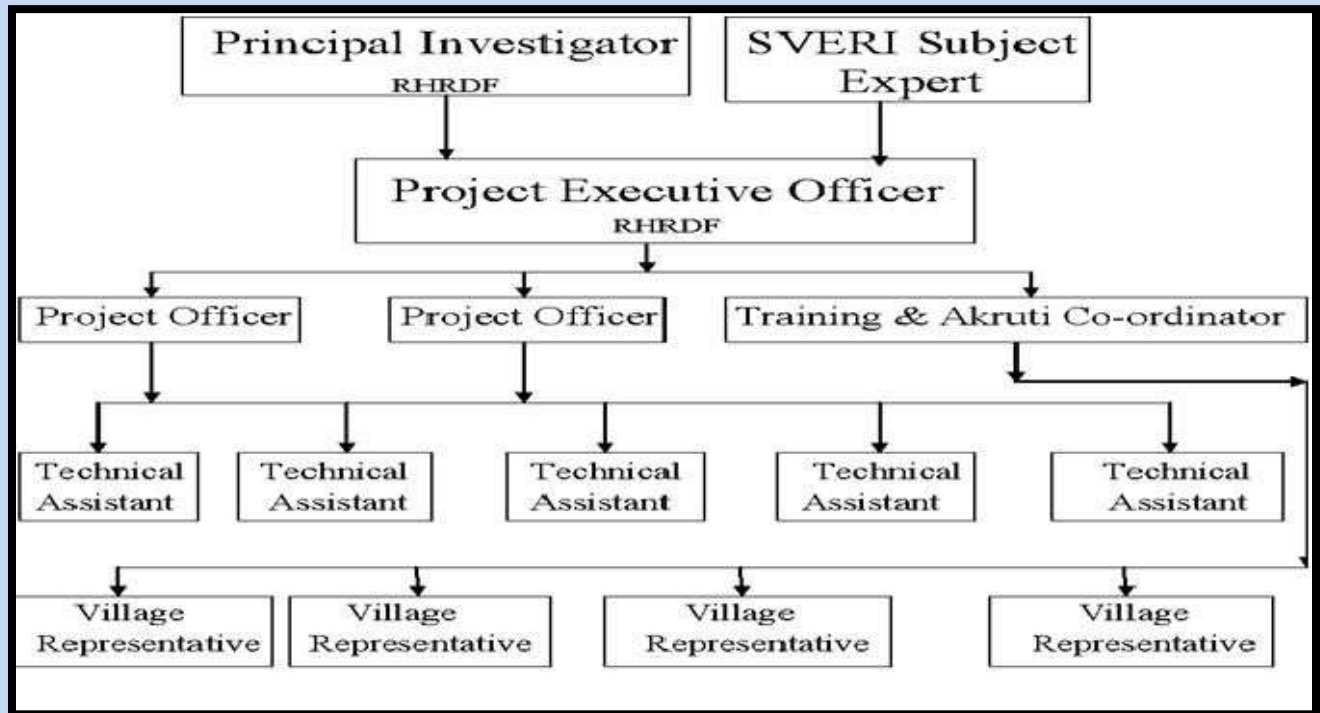 Principal Investigator
RHRDF
SVERI Subject
Expert
Project Executive Officer
RHRDF
Project Officer
Project Officer
Training & Akruti Co-ordinator
Technical
Assistant
Technical
Assistant
Technical
Assistant
Technical
Assistant
Technical
Assistant
Village
Representative
Village
Representative
Village
Representative
Village
Representative